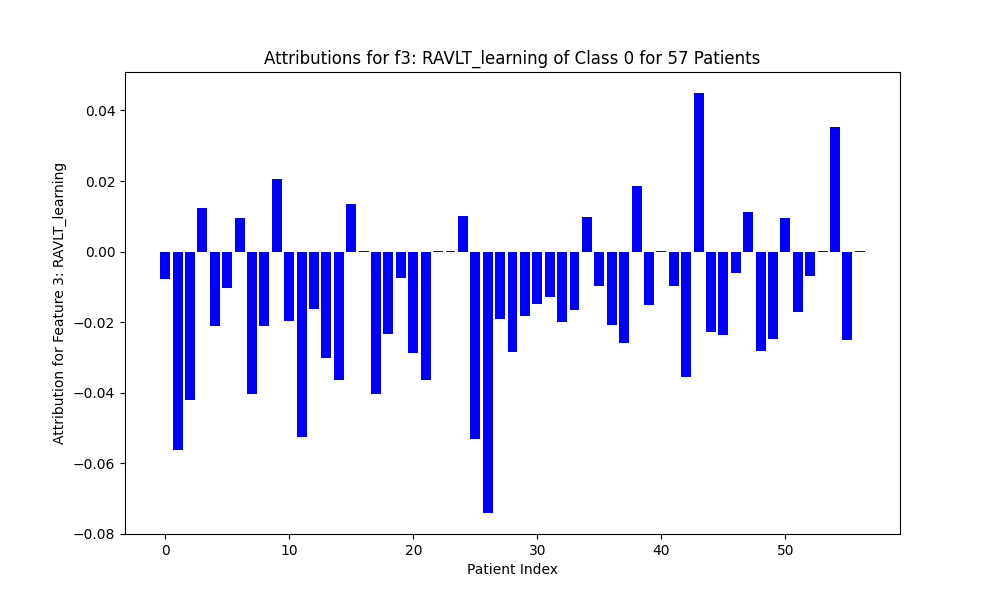 Attributions for f3: RAVLT_learning of Class 0 for 57 Patients
Attribution for Feature 3: RAVLT_learning
0.04
0.02
0.00
−0.02
−0.04
−0.06
−0.08
0 10 20 30 40 50
Patient Index